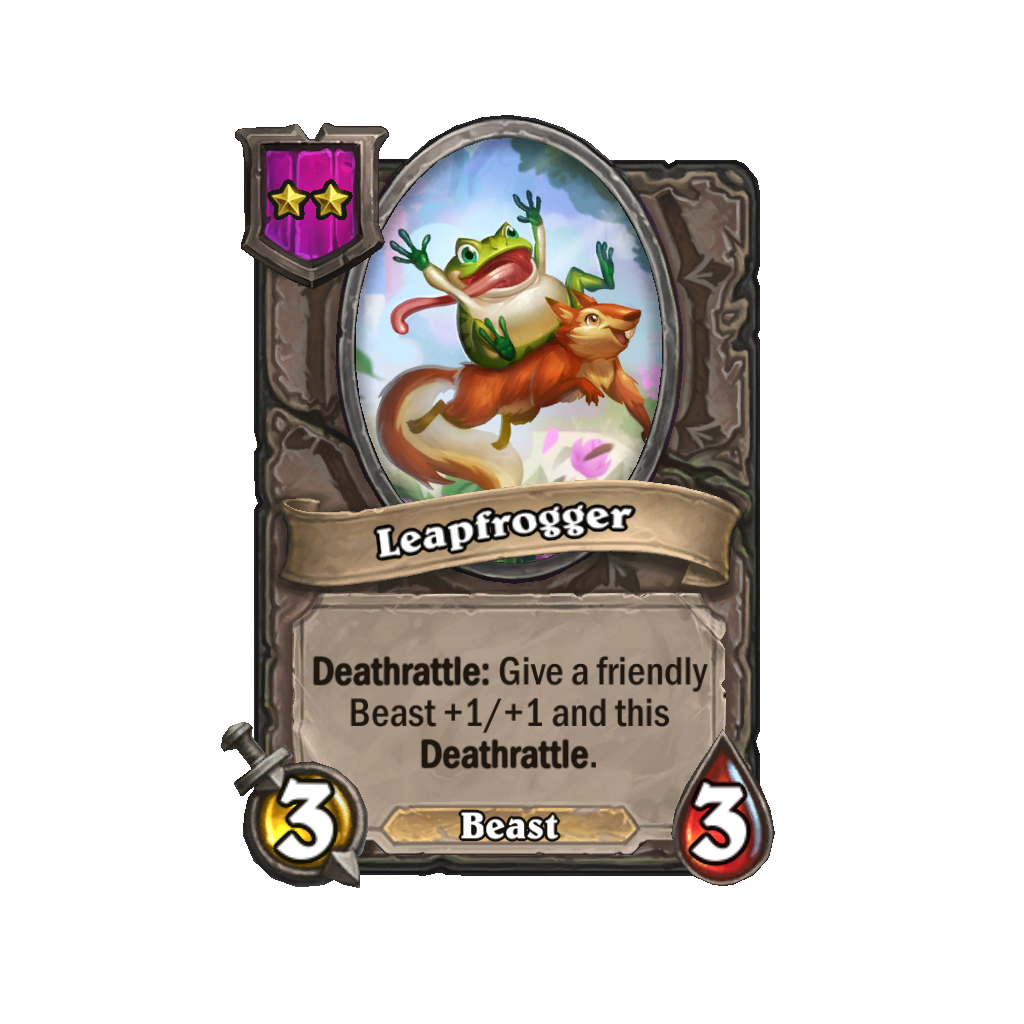 Leapfrogger
Deathrattle: Give a friendly
Beast +1/+1 and this
Deathrattle.
3
Beast
3